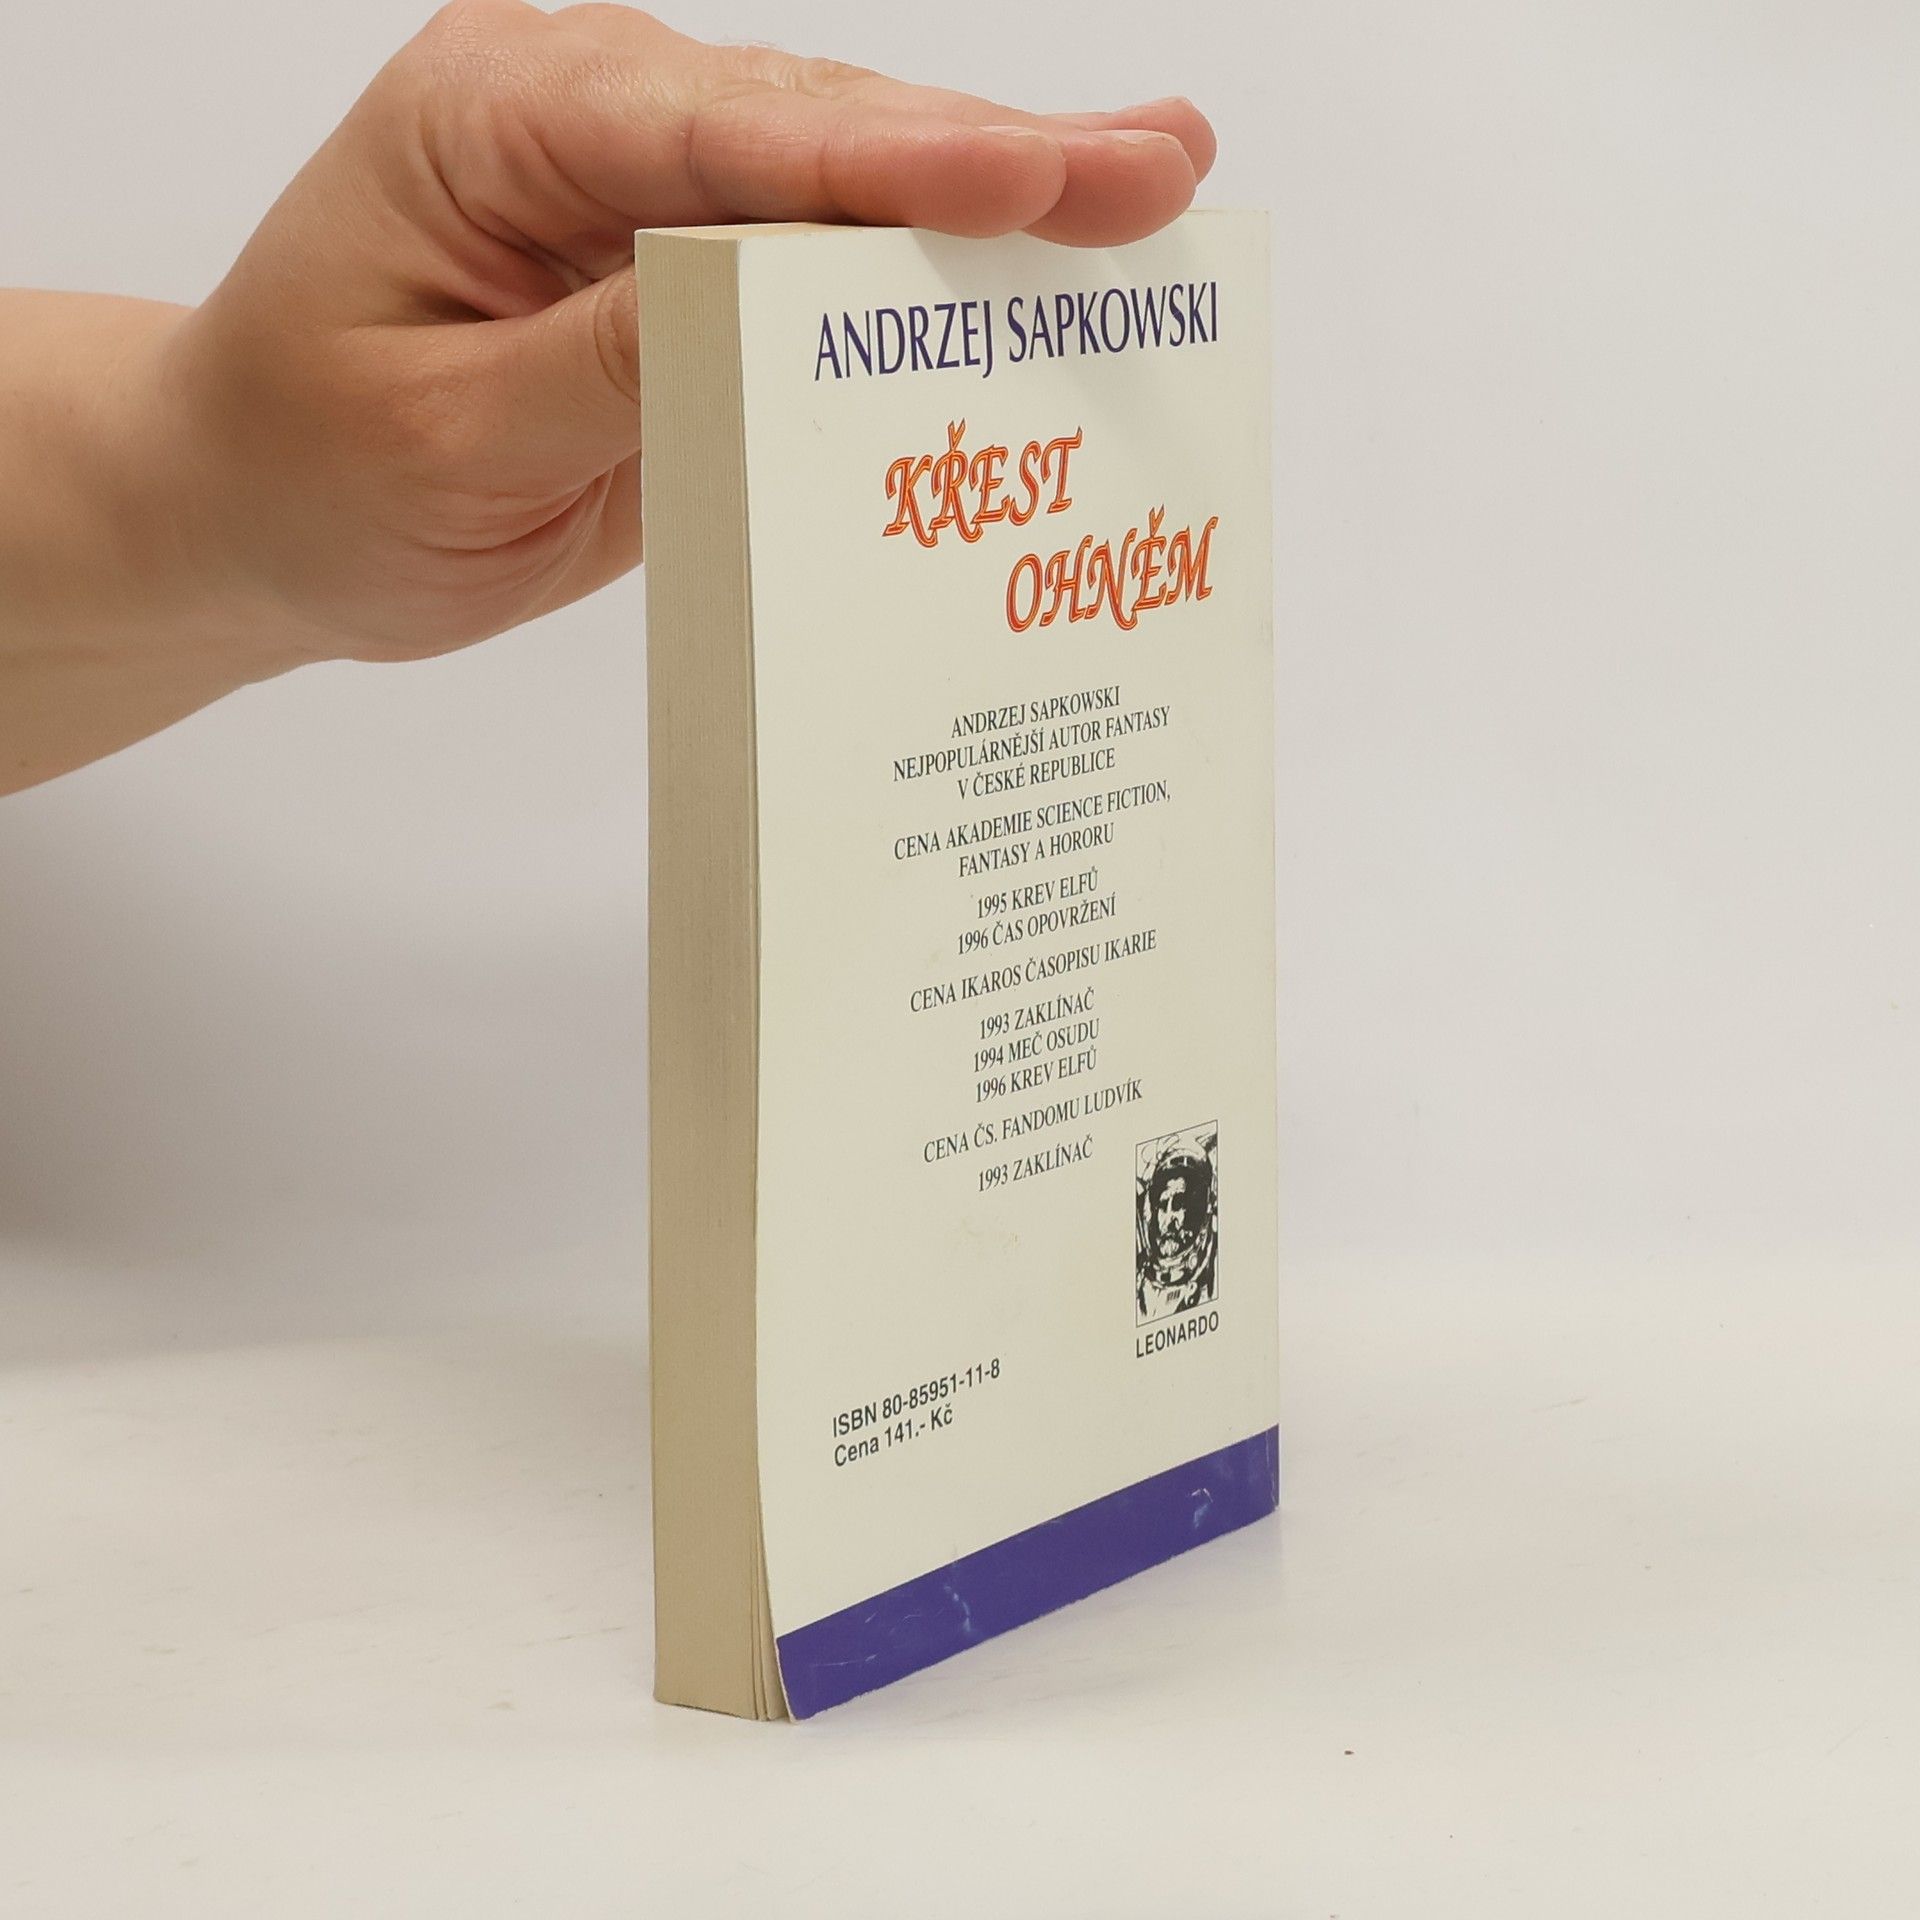 ANDRZEJ SAPKOWSKI
KŘEST
OHNĚM
ANDRZEJ SAPKOWSKI
NEJPOPULÁRNĚJŠÍ AUTOR FANTASY
V ČESKÉ REPUBLICE
CENA AKADEMIE SCIENCE FICTION,
FANTASY A HORORU
1995 KREV ELFŮ
1996 ČAS OPOVRŽENÍ
CENA IKAROS ČASOPISU IKARIE
1993 ZAKLÍNAČ
1994 MEČ OSUDU
1996 KREV ELFŮ
CENA ČS. FANDOMU LUDVÍK
1993 ZAKLÍNAČ
LEONARDO
ISBN 80-85951-11-8
Cena 141.- Kč